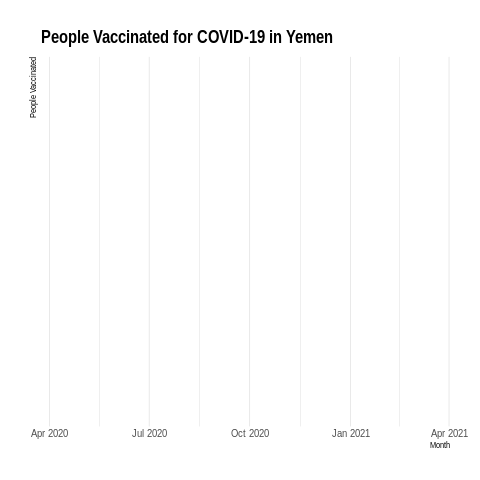 People Vaccinated for COVID-19 in Yemen
People Vaccinated
Apr 2020 Jul 2020 Oct 2020 Jan 2021 Apr 2021
Month